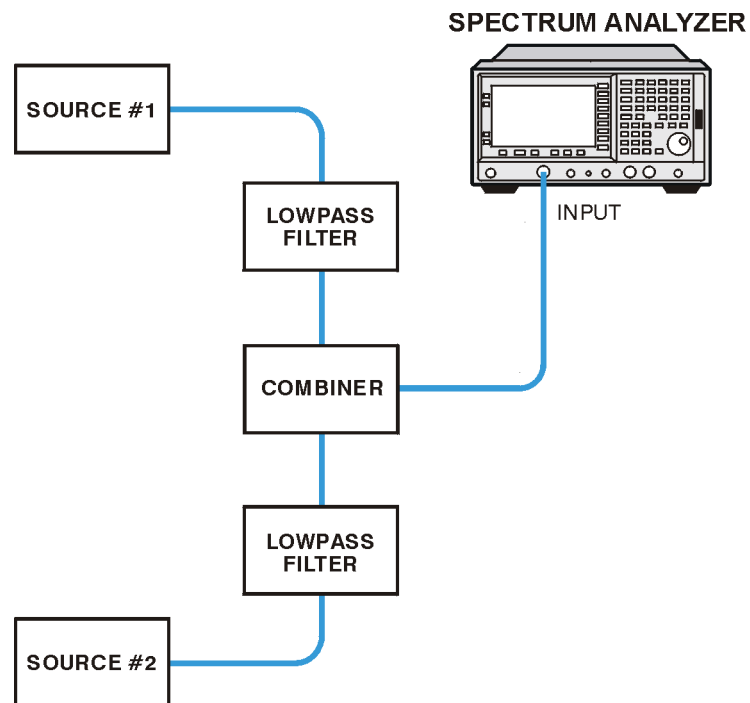 SPECTRUM ANALYZER
SOURCE #1
INPUT
LOWPASS
FILTER
COMBINER
LOWPASS
FILTER
SOURCE #2